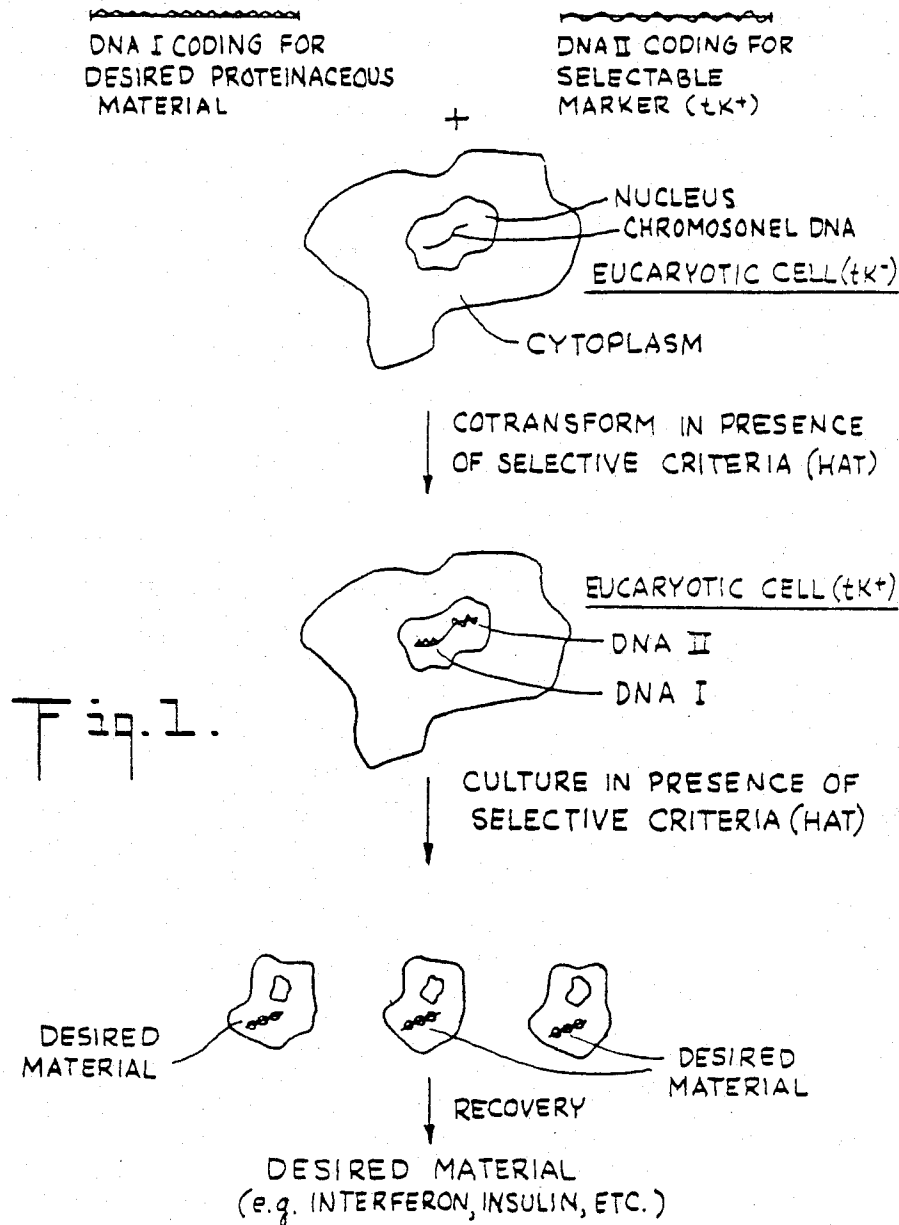 DNA I CODING FOR
DESIRED PROTEINACEOUS
MATERIAL
DNA II CODING FOR
SELECTABLE
MARKER (tK+)
+
NUCLEUS
CHROMOSONEL DNA
EUCARYOTIC CELL (tK-)
CYTOPLASM
COTRANSFORM IN PRESENCE
OF SELECTIVE CRITERIA (HAT)
EUCARYOTIC CELL (tK+)
DNA II
DNA I
Fig. 1.
CULTURE IN PRESENCE OF
SELECTIVE CRITERIA (HAT)
DESIRED
MATERIAL
DESIRED
MATERIAL
RECOVERY
DESIRED MATERIAL
(e.g. INTERFERON, INSULIN, ETC.)